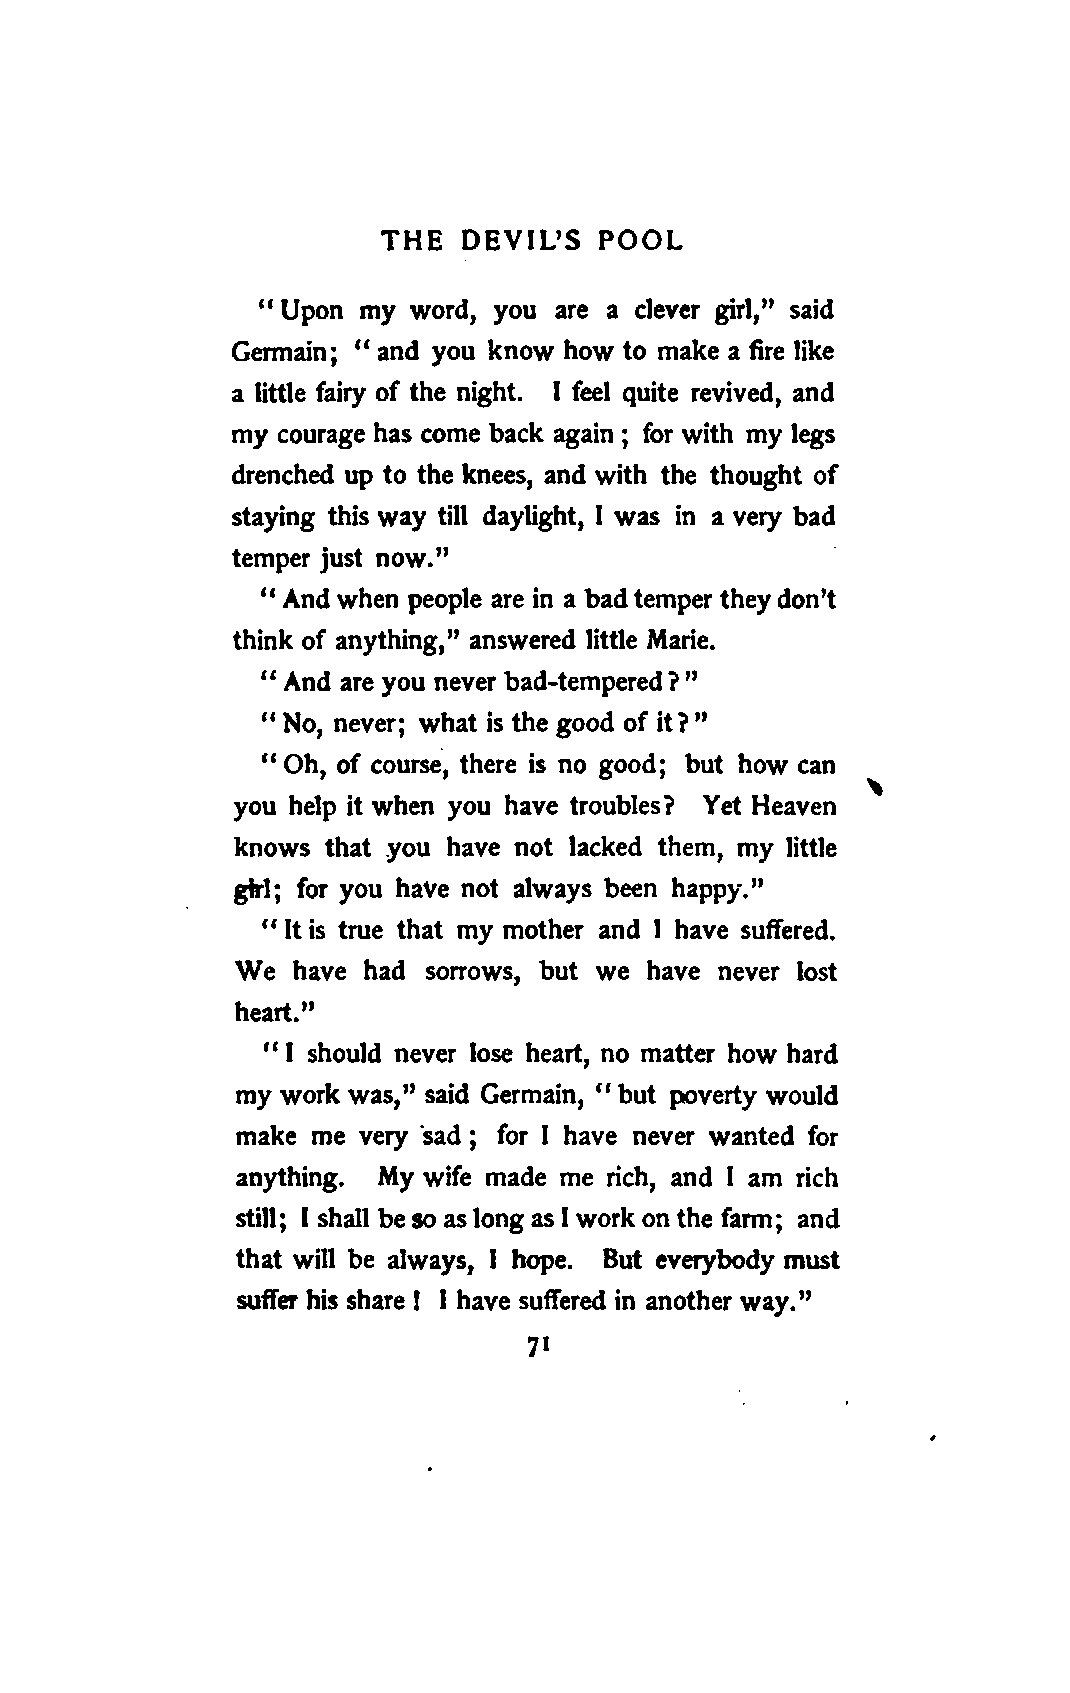 THE DEVIL'S POOL
"Upon my word, you are a clever girl," said
Germain; "and you know how to make a fire like
a little fairy of the night. I feel quite revived, and
my courage has come back again; for with my legs
drenched up to the knees, and with the thought of
staying this way till daylight, I was in a very bad
temper just now."
"And when people are in a bad temper they don't
think of anything," answered little Marie.
"And are you never bad-tempered?"
"No, never; what is the good of it?"
"Oh, of course, there is no good; but how can
you help it when you have troubles? Yet Heaven
knows that you have not lacked them, my little
girl; for you have not always been happy."
"It is true that my mother and I have suffered.
We have had sorrows, but we have never lost
heart."
"I should never lose heart, no matter how hard
my work was," said Germain, "but poverty would
make me very sad; for I have never wanted for
anything. My wife made me rich, and I am rich
still; I shall be so as long as I work on the farm; and
that will be always, I hope. But everybody must
suffer his share! I have suffered in another way."
71